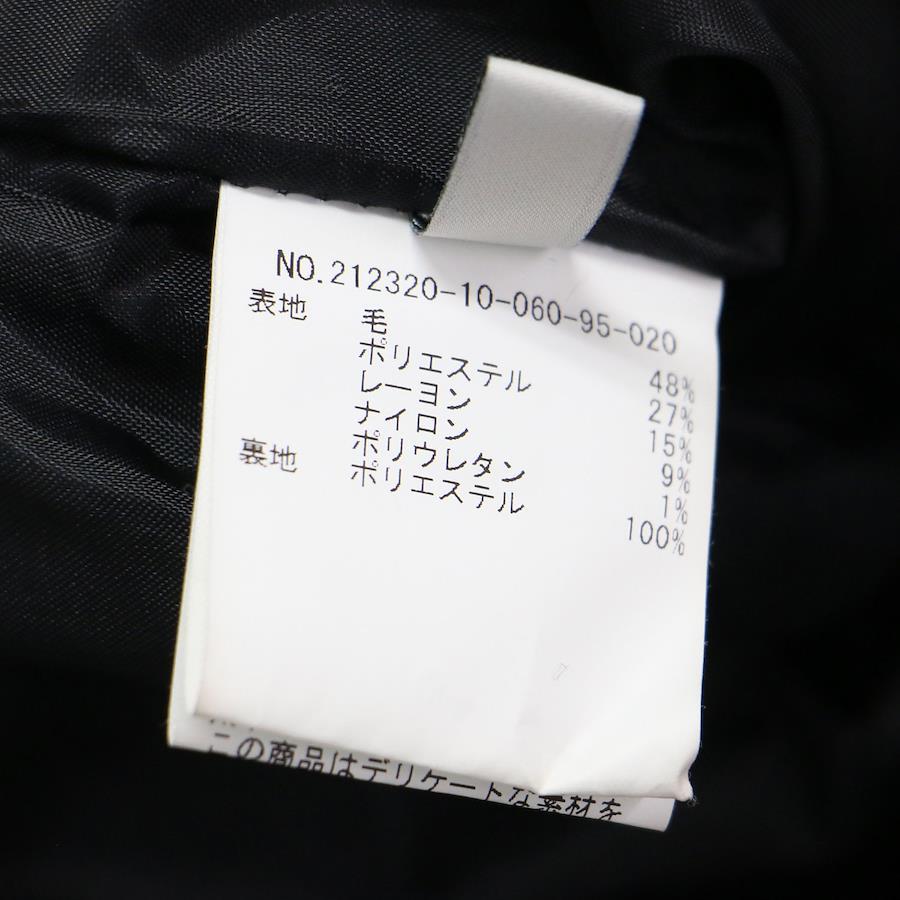 NO.212320-10-060-95-020
表地 毛 48%
ポリエステル 27%
レーヨン 15%
ナイロン 9%
ポリウレタン 1%
裏地 ポリエステル 100%
この商品はデリケートな素材を